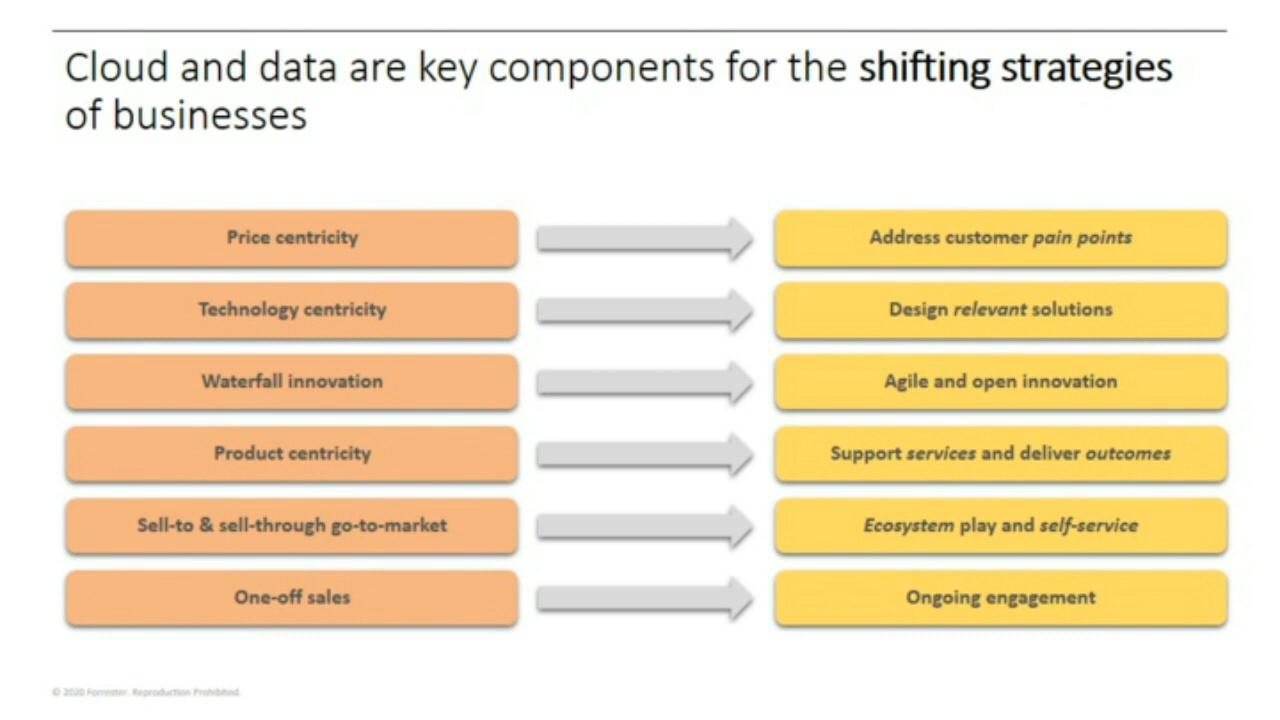 Cloud and data are key components for the shifting strategies
of businesses
Price centricity
Address customer pain points
Technology centricity
Design relevant solutions
Waterfall innovation
Agile and open innovation
Product centricity
Support services and deliver outcomes
Sell-to & sell-through go-to-market
Ecosystem play and self-service
One-off sales
Ongoing engagement
© 2020 Forrester. Reproduction Prohibited.